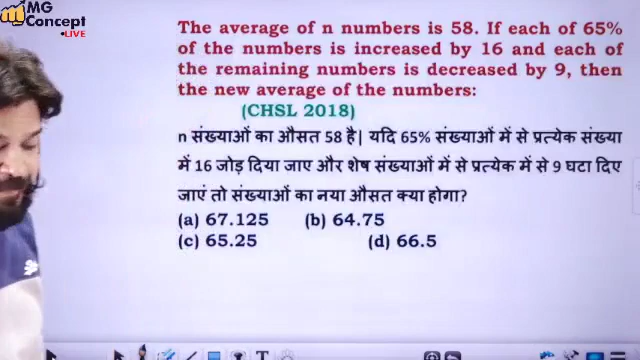 MG
Concept
LIVE
The average of n numbers is 58. If each of 65%
of the numbers is increased by 16 and each of
the remaining numbers is decreased by 9, then
the new average of the numbers:
(CHSL 2018)
n संख्याओं का औसत 58 है| यदि 65% संख्याओं में से प्रत्येक संख्या
में 16 जोड़ दिया जाए और शेष संख्याओं में से प्रत्येक में से 9 घटा दिए
जाएं तो संख्याओं का नया औसत क्या होगा?
(a) 67.125 (b) 64.75
(c) 65.25 (d) 66.5
T